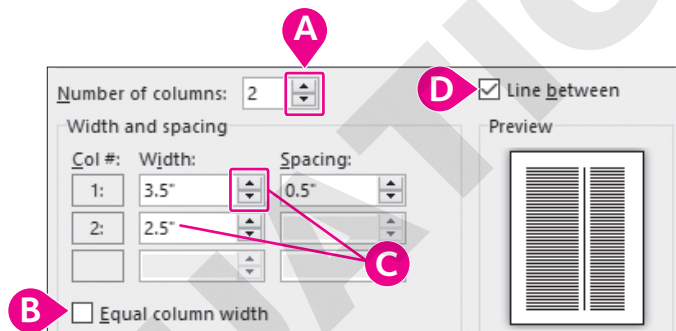 A
Number of columns: 2
D
Line between
Width and spacing
Preview
Col #: Width: Spacing:
1: 3.5" 0.5"
2: 2.5"
C
B
Equal column width